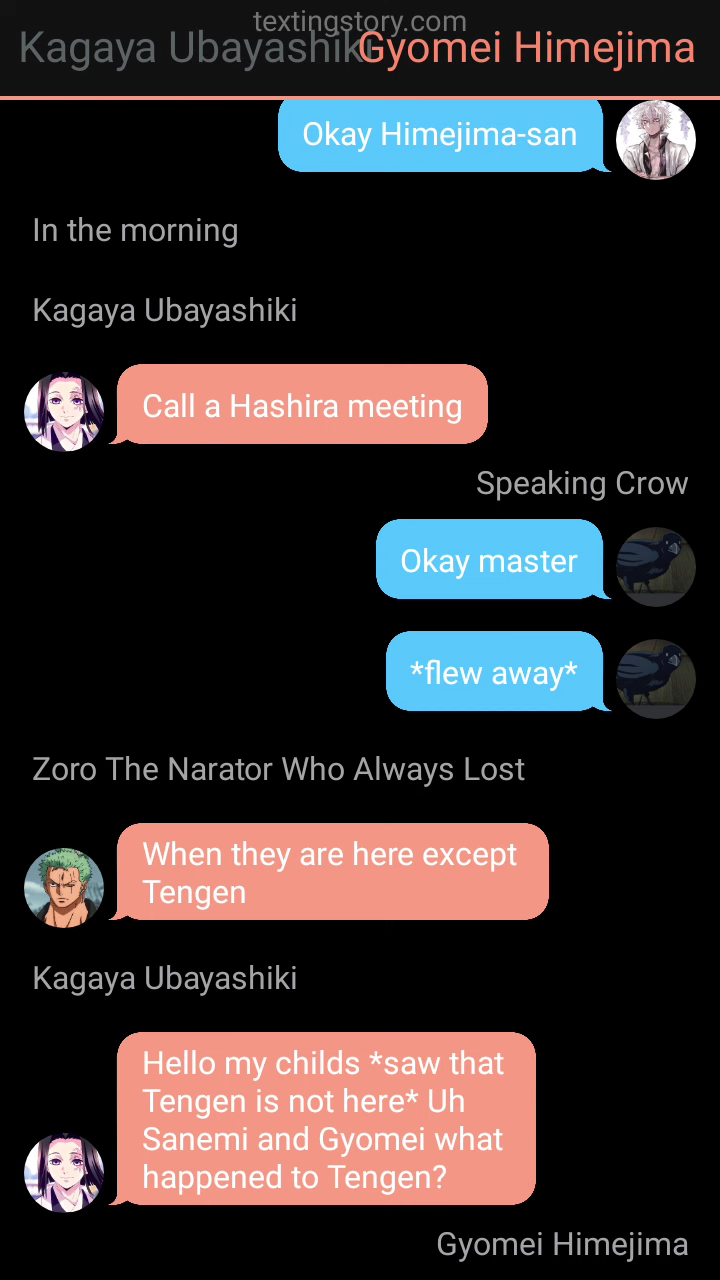 textingstory.com
Kagaya Ubayashiki
Gyomei Himejima
Okay Himejima-san
In the morning
Kagaya Ubayashiki
Call a Hashira meeting
Speaking Crow
Okay master
*flew away*
Zoro The Narator Who Always Lost
When they are here except
Tengen
Kagaya Ubayashiki
Hello my childs *saw that
Tengen is not here* Uh
Sanemi and Gyomei what
happened to Tengen?
Gyomei Himejima